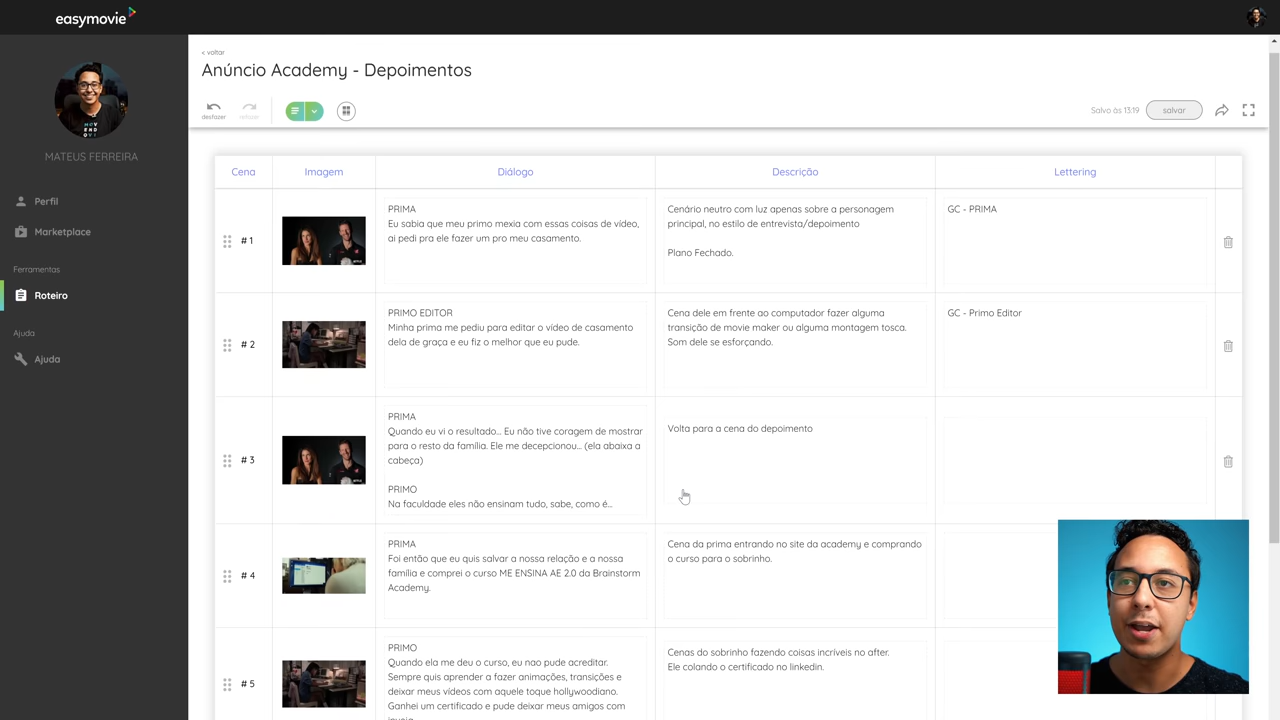 easymovie
MATEUS FERREIRA
Perfil
Marketplace
Ferramentas
Roteiro
Ajuda
Ajuda
< voltar
Anúncio Academy - Depoimentos
desfazer
refazer
Salvo às 13:19
salvar
Cena
Imagem
Diálogo
Descrição
Lettering
# 1
PRIMA
Eu sabia que meu primo mexia com essas coisas de vídeo,
ai pedi pra ele fazer um pro meu casamento.
Cenário neutro com luz apenas sobre a personagem
principal, no estilo de entrevista/depoimento
Plano Fechado.
GC - PRIMA
# 2
PRIMO EDITOR
Minha prima me pediu para editar o vídeo de casamento
dela de graça e eu fiz o melhor que eu pude.
Cena dele em frente ao computador fazer alguma
transição de movie maker ou alguma montagem tosca.
Som dele se esforçando.
GC - Primo Editor
# 3
PRIMA
Quando eu vi o resultado... Eu não tive coragem de mostrar
para o resto da família. Ele me decepcionou... (ela abaixa a
cabeça)
PRIMO
Na faculdade eles não ensinam tudo, sabe, como é...
Volta para a cena do depoimento
# 4
PRIMA
Foi então que eu quis salvar a nossa relação e a nossa
família e comprei o curso ME ENSINA AE 2.0 da Brainstorm
Academy.
Cena da prima entrando no site da academy e comprando
o curso para o sobrinho.
# 5
PRIMO
Quando ela me deu o curso, eu nao pude acreditar.
Sempre quis aprender a fazer animações, transições e
deixar meus vídeos com aquele toque hollywoodiano.
Ganhei um certificado e pude deixar meus amigos com
Cenas do sobrinho fazendo coisas incríveis no after.
Ele colando o certificado no linkedin.